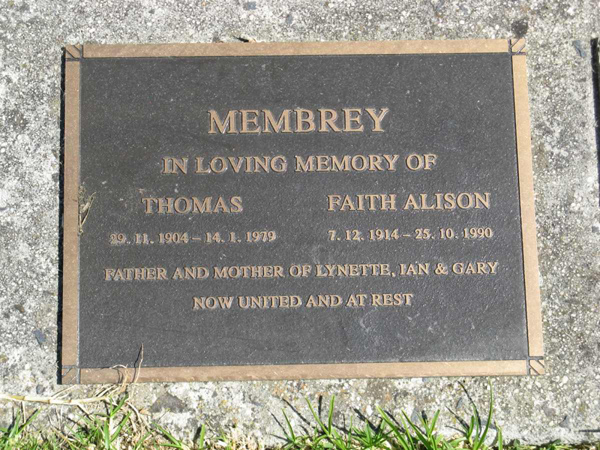 MEMBREY
IN LOVING MEMORY OF
THOMAS FAITH ALISON
29. 11. 1904 – 14. 1. 1979 7. 12. 1914 – 25. 10. 1990
FATHER AND MOTHER OF LYNETTE, IAN & GARY
NOW UNITED AND AT REST